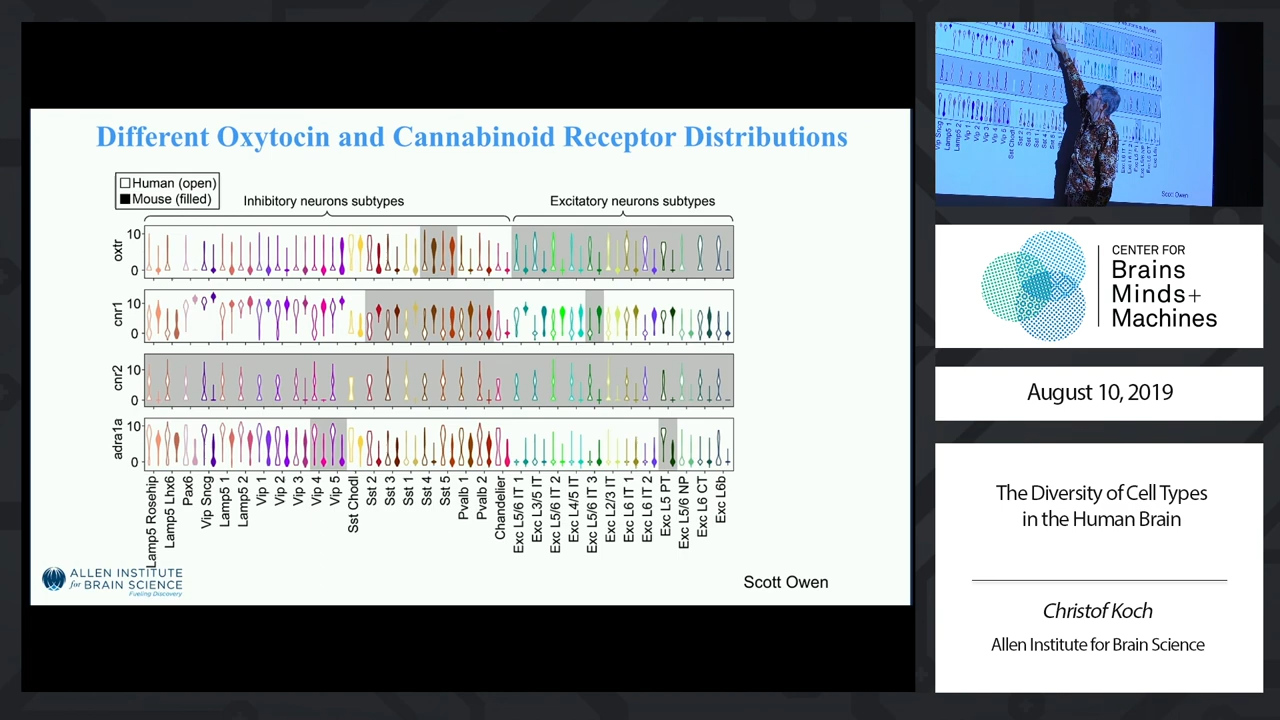 Different Oxytocin and Cannabinoid Receptor Distributions
Human (open)
Mouse (filled)
Inhibitory neurons subtypes
Excitatory neurons subtypes
oxtr
10
0
cnr1
10
0
cnr2
10
0
adra1a
10
0
Lamp5 Rosehip
Lamp5 Lhx6
Pax6
Vip Sncg
Lamp5 1
Lamp5 2
Vip 1
Vip 2
Vip 3
Vip 4
Vip 5
Sst Chodl
Sst 2
Sst 3
Sst 1
Sst 4
Sst 5
Pvalb 1
Pvalb 2
Chandelier
Exc L5/6 IT 1
Exc L3/5 IT
Exc L5/6 IT 2
Exc L4/5 IT
Exc L5/6 IT 3
Exc L2/3 IT
Exc L6 IT 1
Exc L6 IT 2
Exc L5 PT
Exc L5/6 NP
Exc L6 CT
Exc L6b
ALLEN INSTITUTE
for BRAIN SCIENCE
Fueling Discovery
Scott Owen
Scott Owen
CENTER FOR
Brains
Minds+
Machines
August 10, 2019
The Diversity of Cell Types
in the Human Brain
Christof Koch
Allen Institute for Brain Science